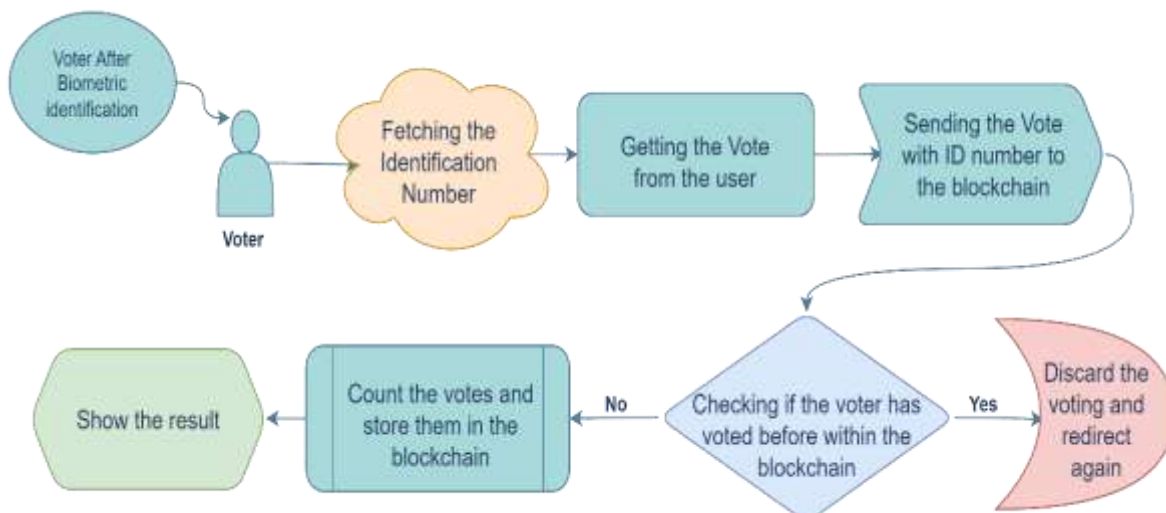 Voter After
Biometric
identification
Voter
Fetching the
Identification
Number
Getting the Vote
from the user
Sending the Vote
with ID number to
the blockchain
Checking if the voter has
voted before within the
blockchain
Yes
Discard the
voting and
redirect
again
No
Count the votes and
store them in the
blockchain
Show the result